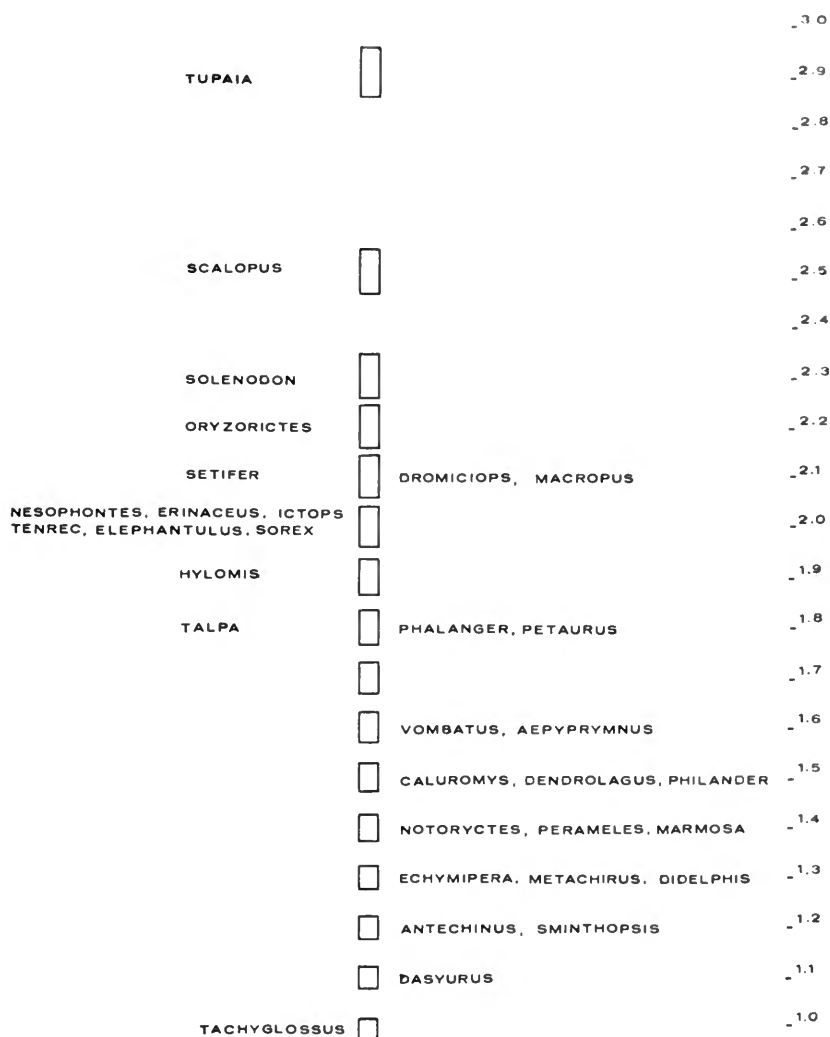 -3.0
TUPAIA
-2.9
-2.8
-2.7
-2.6
SCALOPUS
-2.5
-2.4
SOLENODON
-2.3
ORYZORICTES
-2.2
SETIFER
DROMICIOPS, MACROPUS
-2.1
NESOPHONTES, ERINACEUS, ICTOPS
TENREC, ELEPHANTULUS, SOREX
-2.0
HYLOMIS
-1.9
TALPA
PHALANGER, PETAURUS
-1.8
-1.7
VOMBATUS, AEPYPRYMNUS
-1.6
CALUROMYS, DENDROLAGUS, PHILANDER
-1.5
NOTORYCTES, PERAMELES, MARMOSA
-1.4
ECHYMIPERA, METACHIRUS, DIDELPHIS
-1.3
ANTECHINUS, SMINTHOPSIS
-1.2
DASYURUS
-1.1
TACHYGLOSSUS
-1.0